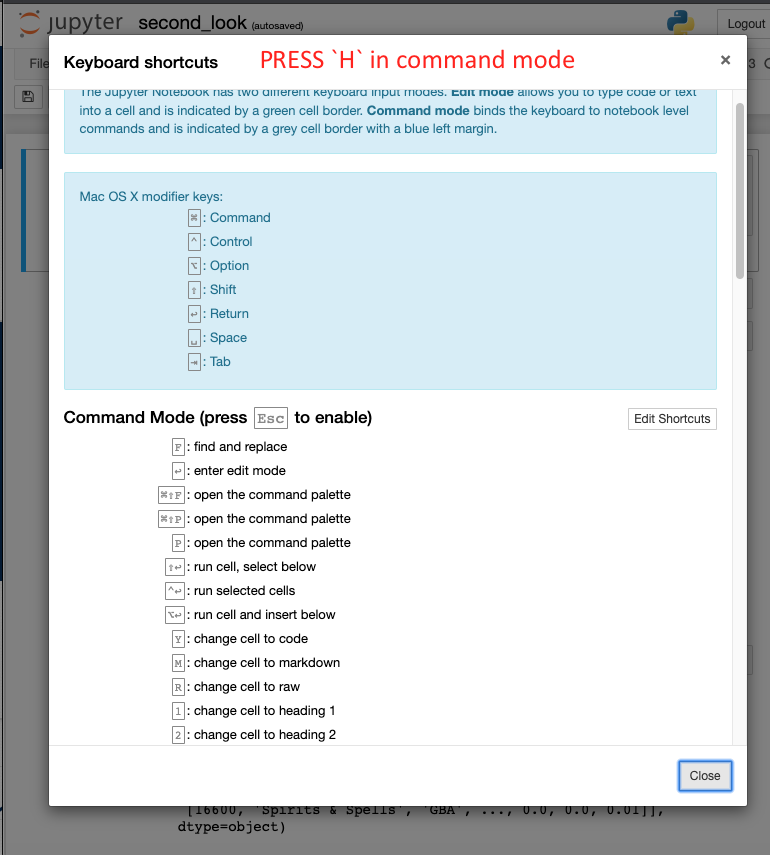 jupyter second_look (autosaved)
Logout
File
3
Keyboard shortcuts
PRESS `H` in command mode
×
The Jupyter Notebook has two different keyboard input modes. Edit mode allows you to type code or text
into a cell and is indicated by a green cell border. Command mode binds the keyboard to notebook level
commands and is indicated by a grey cell border with a blue left margin.
Mac OS X modifier keys:
⌘: Command
^: Control
⌥: Option
⇧: Shift
↩: Return
␣: Space
⇥: Tab
Command Mode (press Esc to enable)
Edit Shortcuts
F: find and replace
↩: enter edit mode
⌘⇧F: open the command palette
⌘⇧P: open the command palette
P: open the command palette
⇧↩: run cell, select below
^↩: run selected cells
⌥↩: run cell and insert below
Y: change cell to code
M: change cell to markdown
R: change cell to raw
1: change cell to heading 1
2: change cell to heading 2
Close
[16600, 'Spirits & Spells', 'GBA', ..., 0.0, 0.0, 0.01]],
dtype=object)